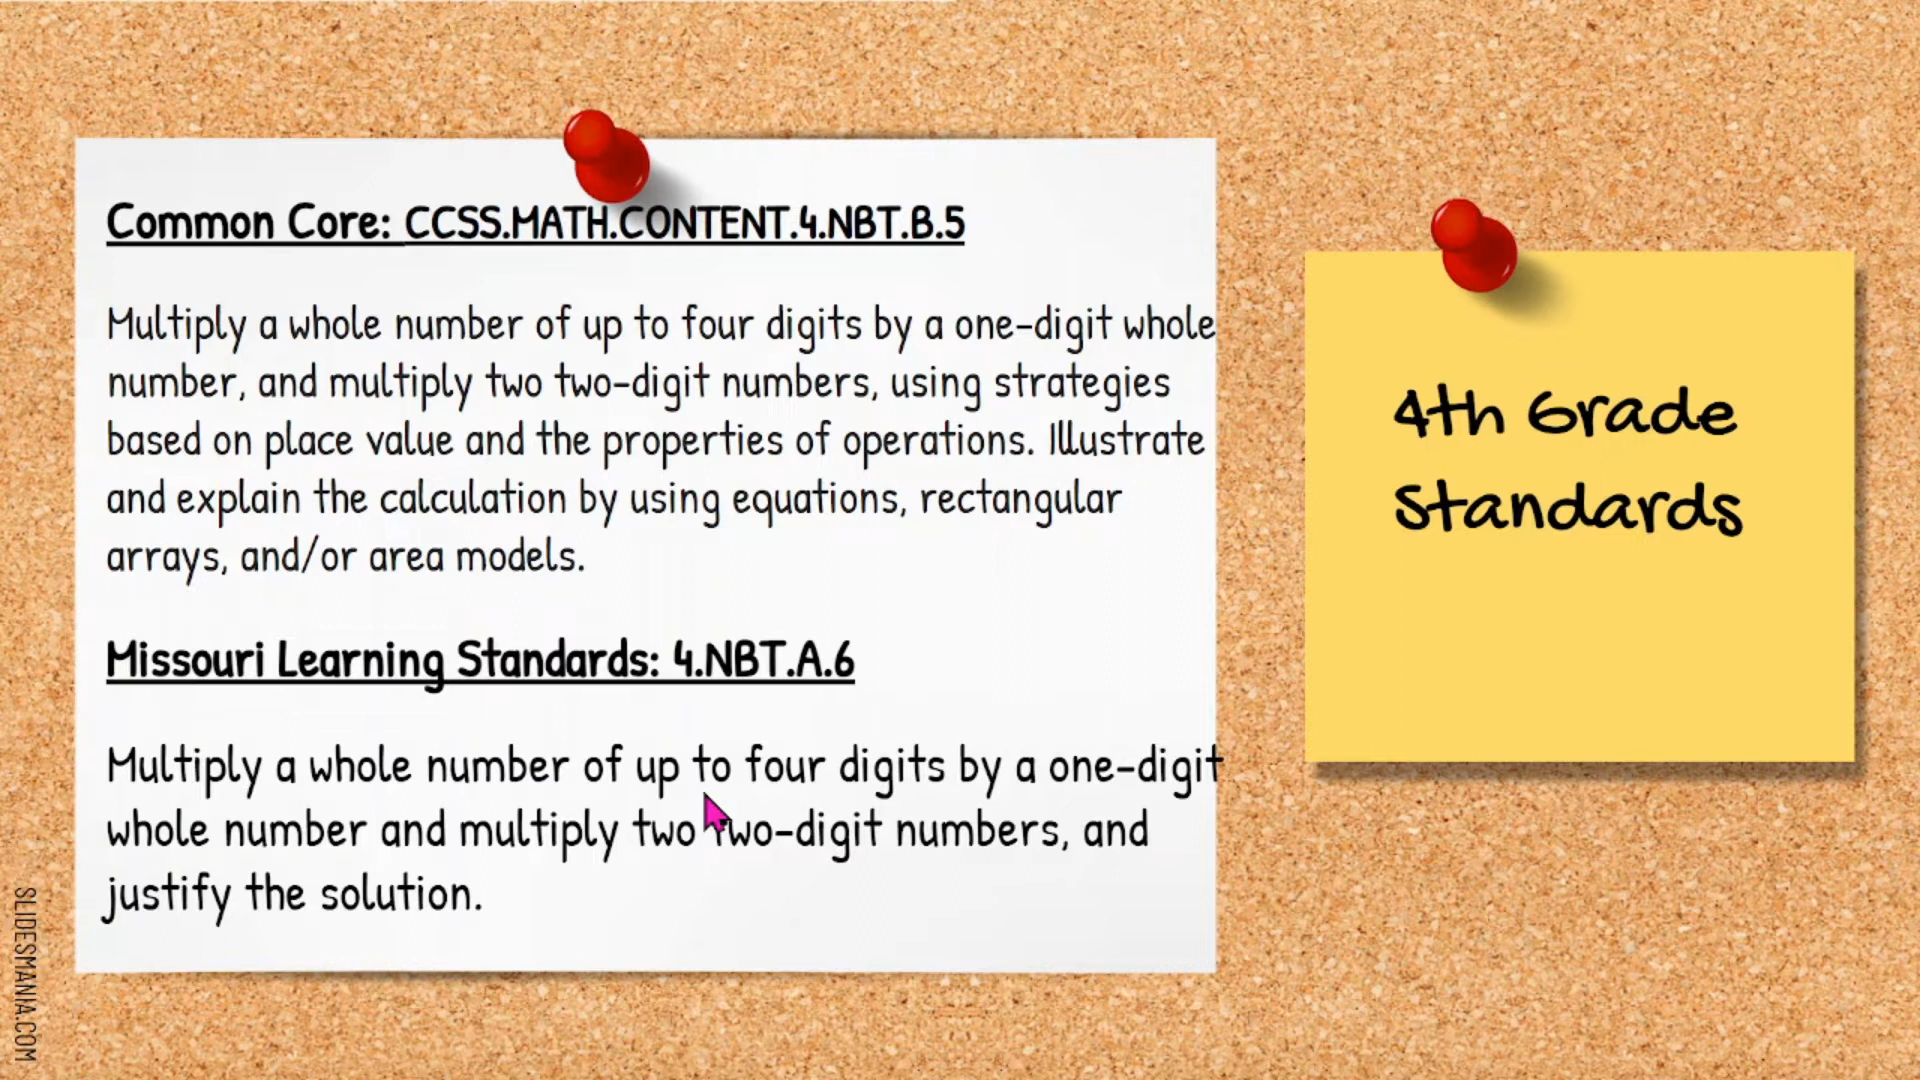 Common Core: CCSS.MATH.CONTENT.4.NBT.B.5
Multiply a whole number of up to four digits by a one-digit whole
number, and multiply two two-digit numbers, using strategies
based on place value and the properties of operations. Illustrate
and explain the calculation by using equations, rectangular
arrays, and/or area models.
Missouri Learning Standards: 4.NBT.A.6
Multiply a whole number of up to four digits by a one-digit
whole number and multiply two two-digit numbers, and
justify the solution.
4th Grade
Standards
SLIDESMANIA.COM